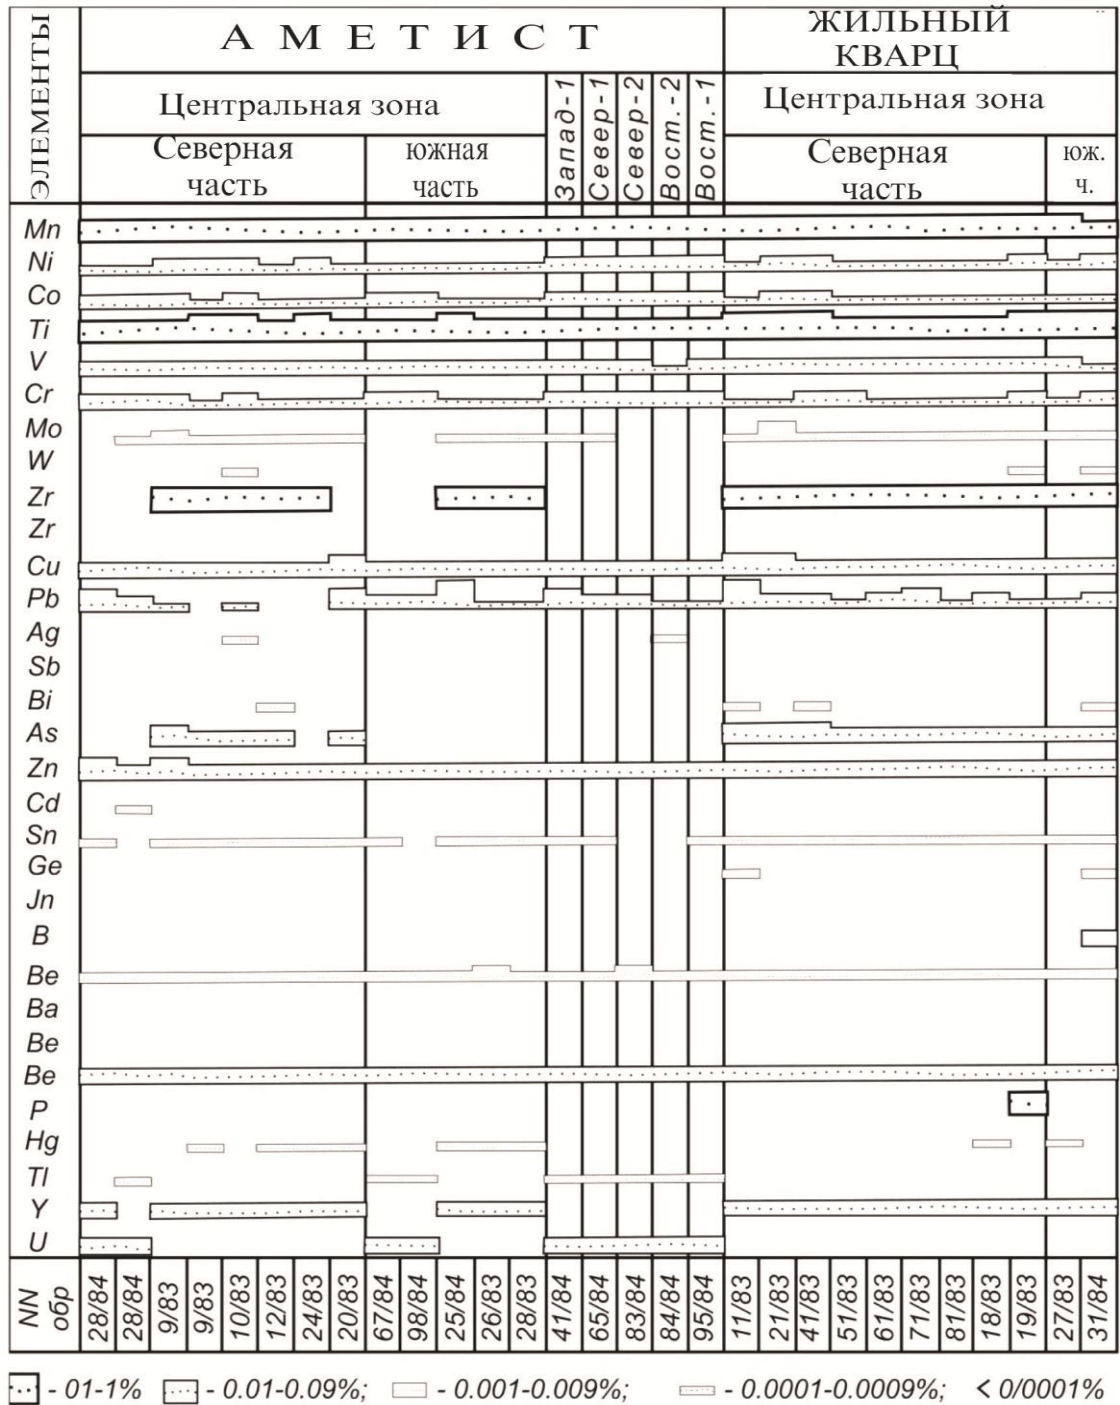 ЭЛЕМЕНТЫ
АМЕТИСТ
ЖИЛЬНЫЙ
КВАРЦ
Центральная зона
Запад-1
Север-1
Север-2
Вост.-2
Вост.-1
Центральная зона
Северная
часть
южная
часть
Северная
часть
юж.
ч.
Mn
Ni
Co
Ti
V
Cr
Mo
W
Zr
Zr
Cu
Pb
Ag
Sb
Bi
As
Zn
Cd
Sn
Ge
Jn
B
Be
Ba
Be
Be
P
Hg
Tl
Y
U
NN
обр
28/84
28/84
9/83
9/83
10/83
12/83
24/83
20/83
67/84
98/84
25/84
26/83
28/83
41/84
65/84
83/84
84/84
95/84
11/83
21/83
41/83
51/83
61/83
71/83
81/83
18/83
19/83
27/83
31/84
- 01-1% - 0.01-0.09%; - 0.001-0.009%; - 0.0001-0.0009%; < 0/0001%